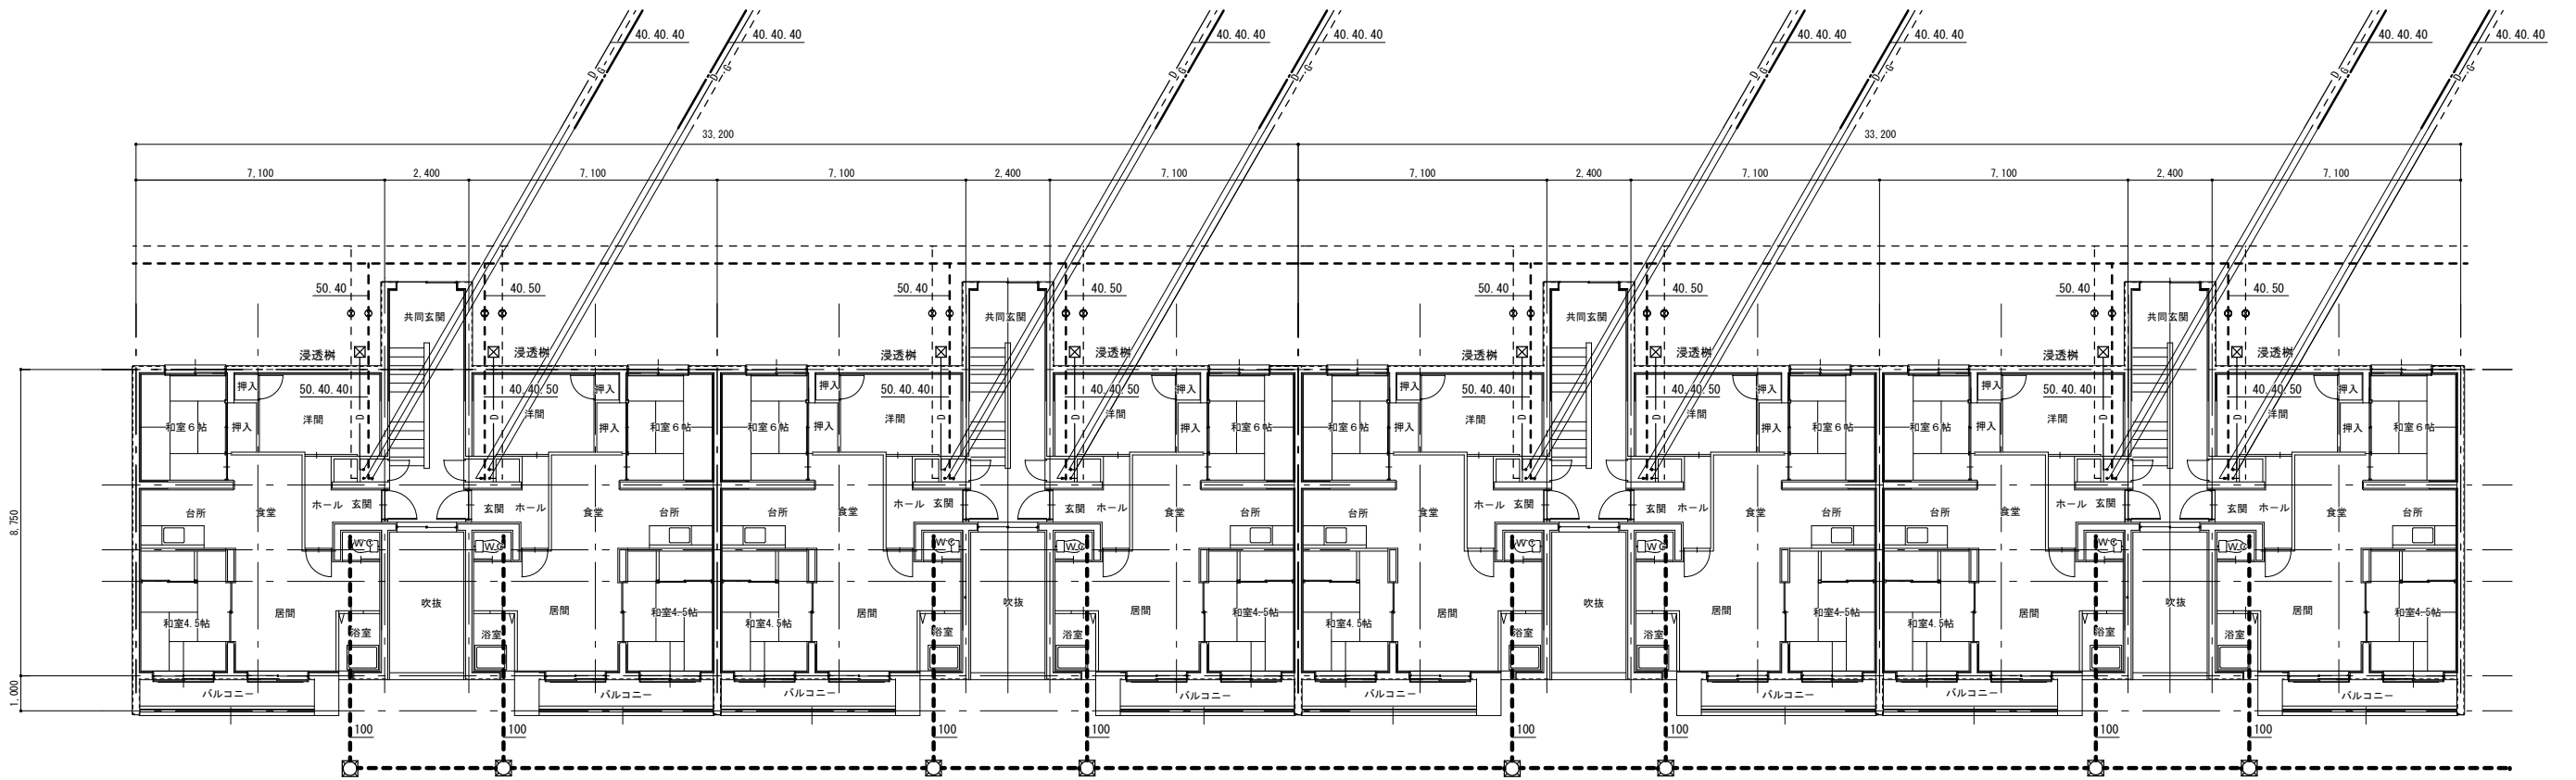 40.40.40 40.40.40 40.40.40 40.40.40 40.40.40 40.40.40 40.40.40 40.40.40
D G D G D G D G D G D G D G D G
33,200 33,200
7,100 2,400 7,100 7,100 2,400 7,100 7,100 2,400 7,100 7,100 2,400 7,100
50.40 40.50 50.40 40.50 50.40 40.50 50.40 40.50
共同玄関 共同玄関 共同玄関 共同玄関
浸透桝 浸透桝 浸透桝 浸透桝 浸透桝 浸透桝 浸透桝 浸透桝
押入 押入 押入 押入 押入 押入 押入 押入
50.40.40 40.40.50 50.40.40 40.40.50 50.40.40 40.40.50 50.40.40 40.40.50
洋間 洋間 洋間 洋間 洋間 洋間 洋間 洋間
D D D D D D D D
和室6帖 押入 押入 和室6帖 和室6帖 押入 押入 和室6帖 和室6帖 押入 押入 和室6帖 和室6帖 押入 押入 和室6帖
台所 食堂 ホール 玄関 玄関 ホール 食堂 台所 台所 食堂 ホール 玄関 玄関 ホール 食堂 台所 台所 食堂 ホール 玄関 玄関 ホール 食堂 台所 台所 食堂 ホール 玄関 玄関 ホール 食堂 台所
8,750
WC WC WC WC WC WC WC WC
居間 吹抜 居間 居間 吹抜 居間 居間 吹抜 居間 居間 吹抜 居間
和室4.5帖 和室4.5帖 和室4.5帖 和室4.5帖 和室4.5帖 和室4.5帖 和室4.5帖 和室4.5帖
浴室 浴室 浴室 浴室 浴室 浴室 浴室 浴室
1,000
バルコニー バルコニー バルコニー バルコニー バルコニー バルコニー バルコニー バルコニー
100 100 100 100 100 100 100 100